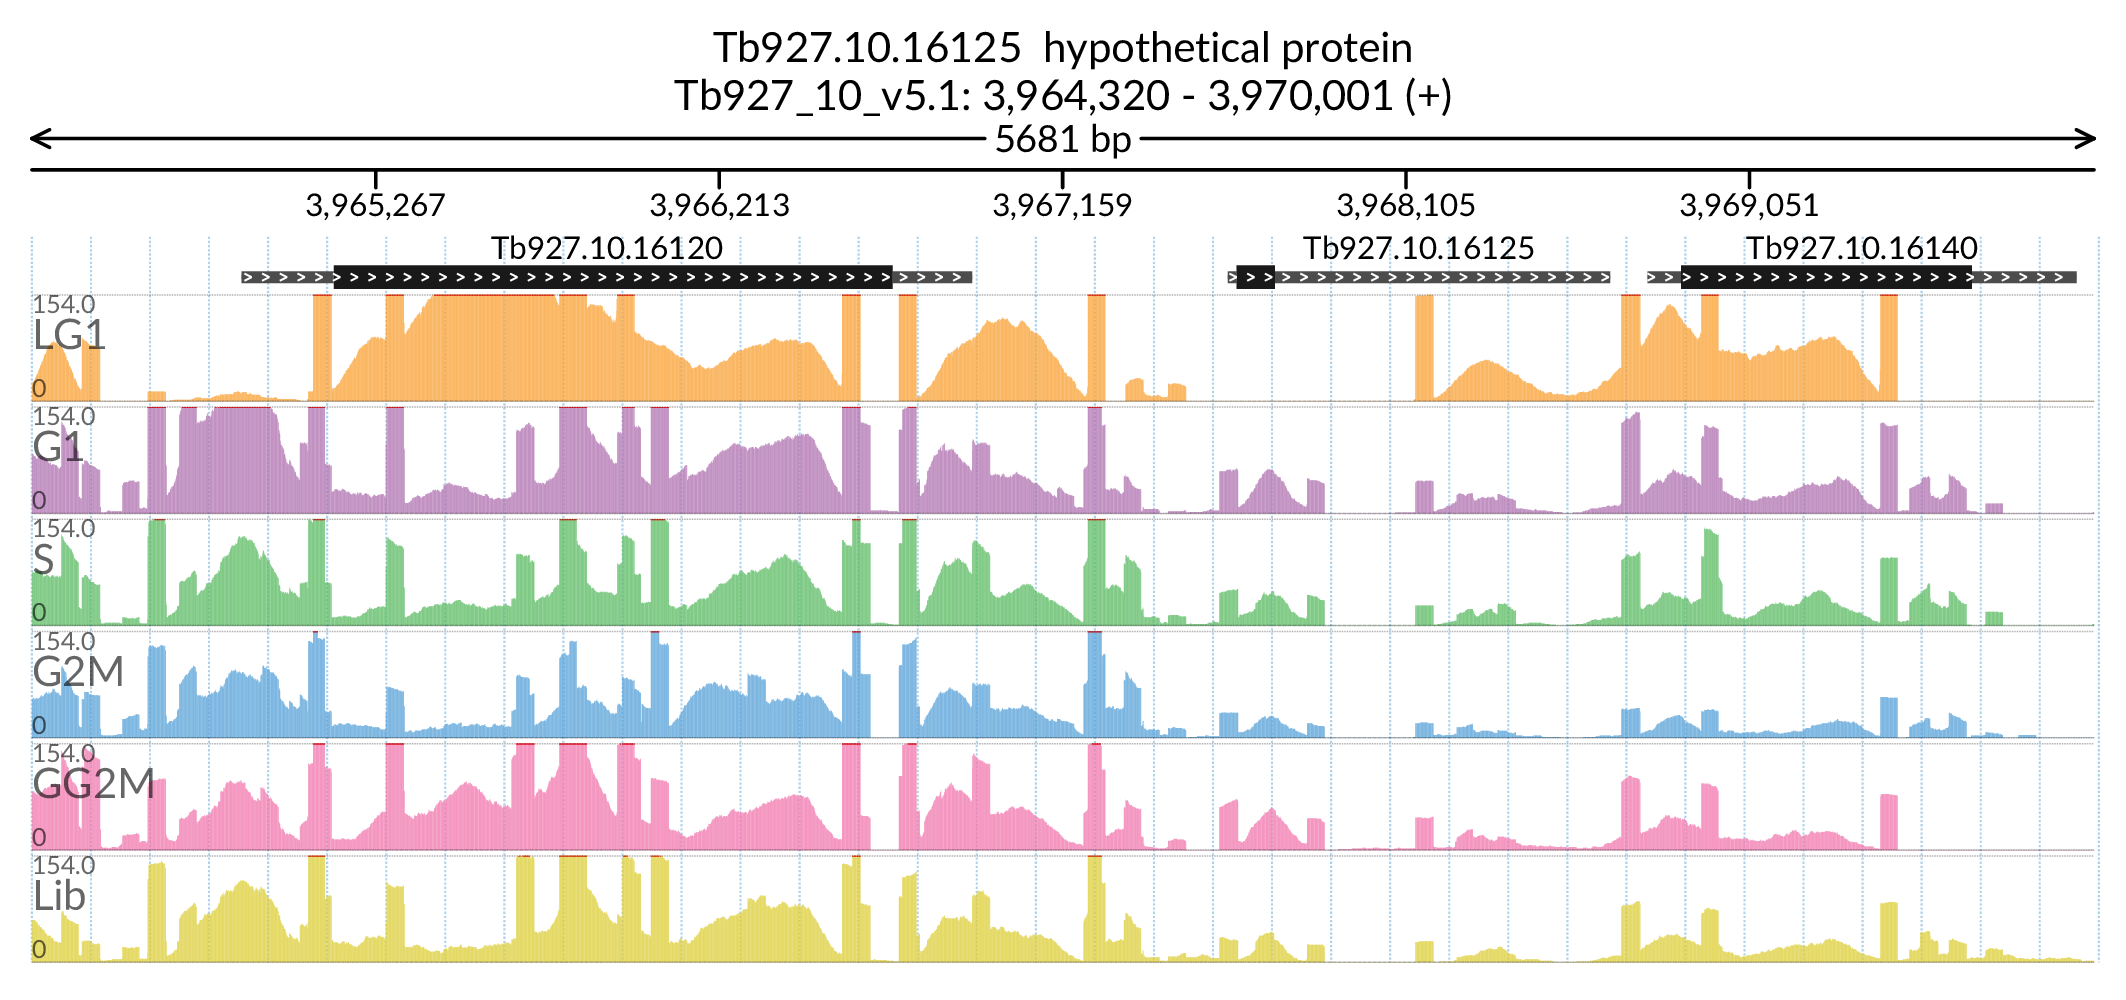 Tb927.10.16125  hypothetical protein
Tb927_10_v5.1: 3,964,320 - 3,970,001 (+)
5681 bp
3,965,267 3,966,213 3,967,159 3,968,105 3,969,051
Tb927.10.16120 Tb927.10.16125 Tb927.10.16140
154.0
LG1
0
154.0
G1
0
154.0
S
0
154.0
G2M
0
154.0
GG2M
0
154.0
Lib
0